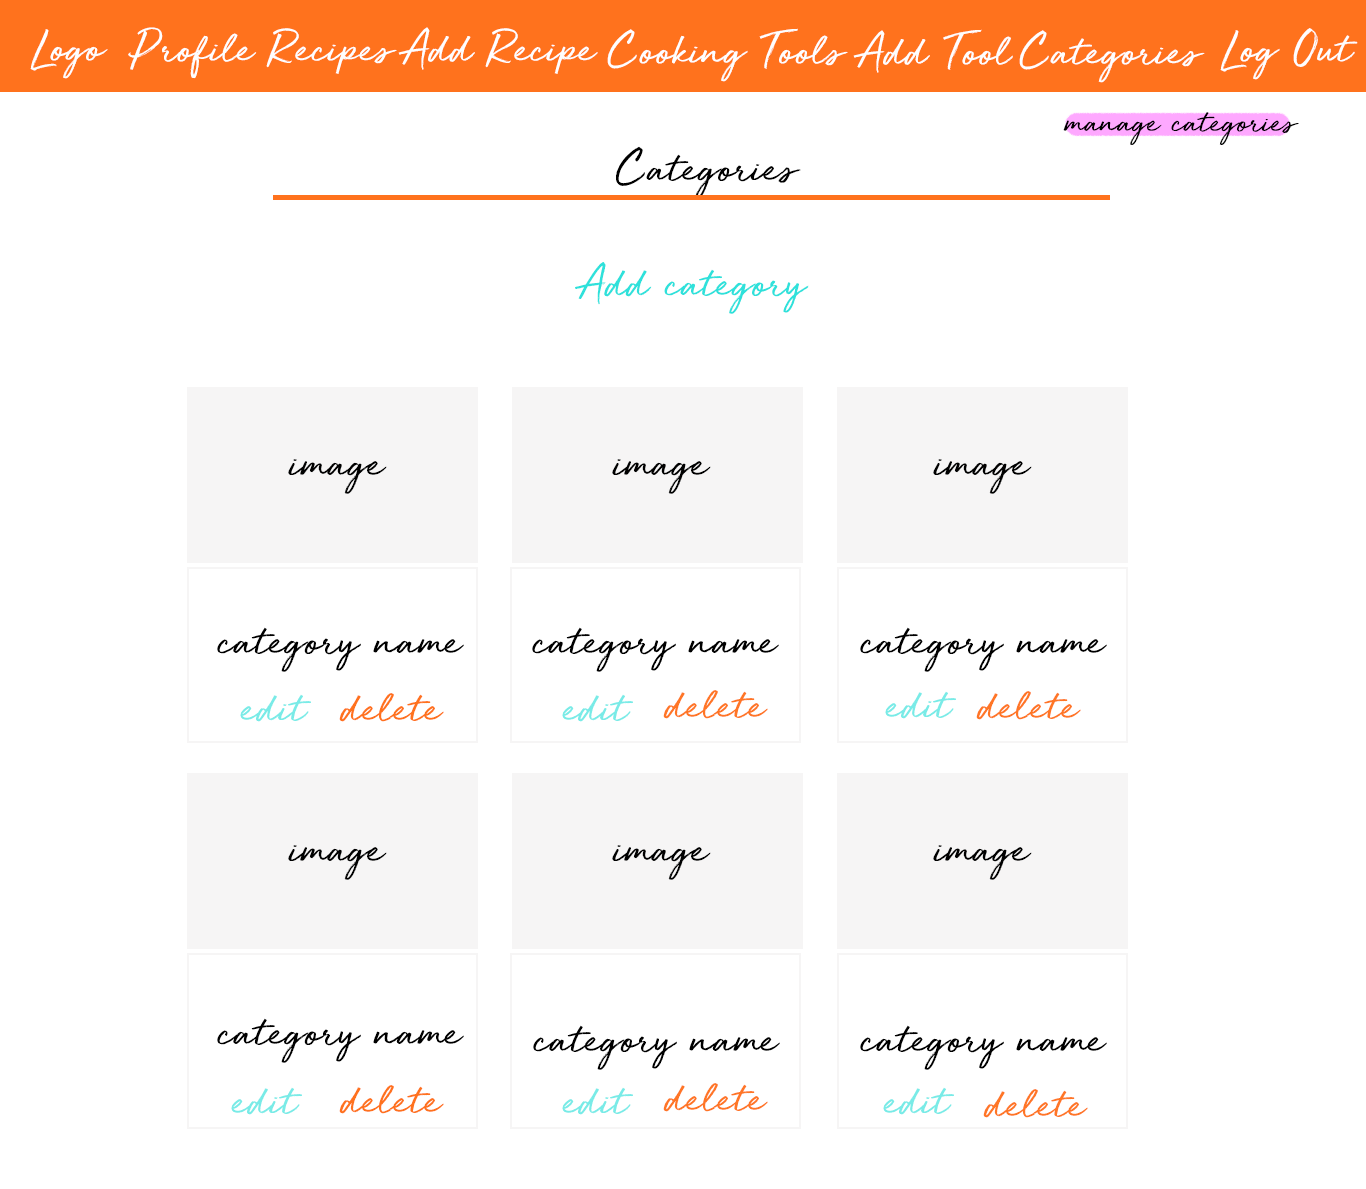 Logo Profile Recipes Add Recipe Cooking Tools Add Tool Categories Log Out
manage categories
Categories
Add category
image image image
category name category name category name
edit delete edit delete edit delete
image image image
category name category name category name
edit delete edit delete edit delete